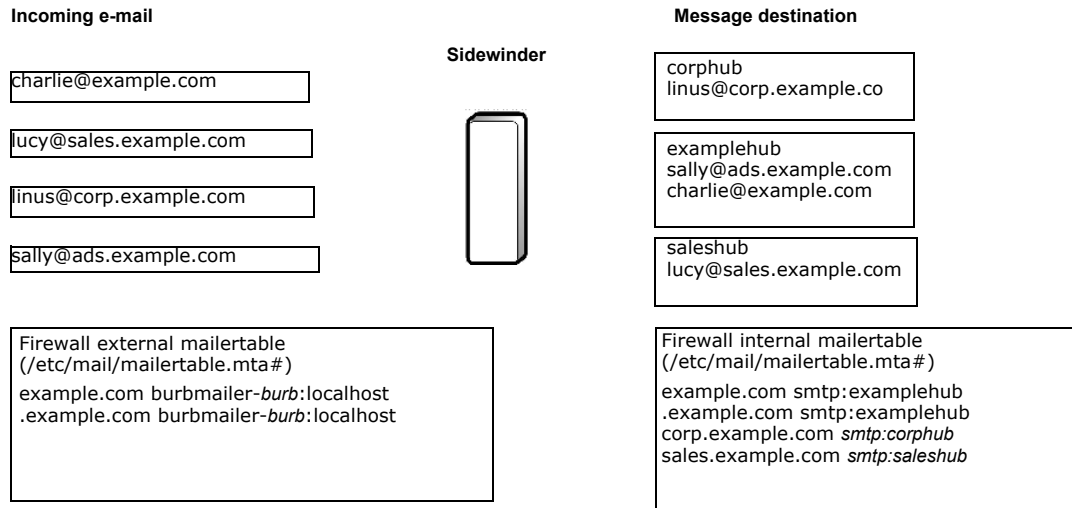 Incoming e-mail
Message destination
Sidewinder
charlie@example.com
lucy@sales.example.com
linus@corp.example.com
sally@ads.example.com
corphub
linus@corp.example.co
examplehub
sally@ads.example.com
charlie@example.com
saleshub
lucy@sales.example.com
Firewall external mailertable
(/etc/mail/mailertable.mta#)
example.com burbmailer-burb:localhost
.example.com burbmailer-burb:localhost
Firewall internal mailertable
(/etc/mail/mailertable.mta#)
example.com smtp:examplehub
.example.com smtp:examplehub
corp.example.com smtp:corphub
sales.example.com smtp:saleshub